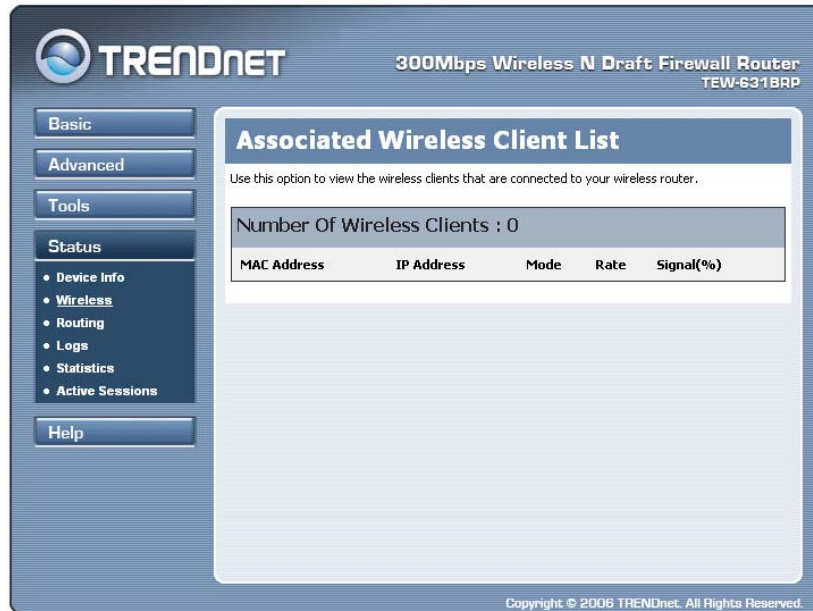 TRENDNET
300Mbps Wireless N Draft Firewall Router
TEW-631BRP
Basic
Advanced
Tools
Status
• Device Info
• Wireless
• Routing
• Logs
• Statistics
• Active Sessions
Help
Associated Wireless Client List
Use this option to view the wireless clients that are connected to your wireless router.
Number Of Wireless Clients : 0
MAC Address IP Address Mode Rate Signal(%)
Copyright © 2006 TRENDnet. All Rights Reserved.